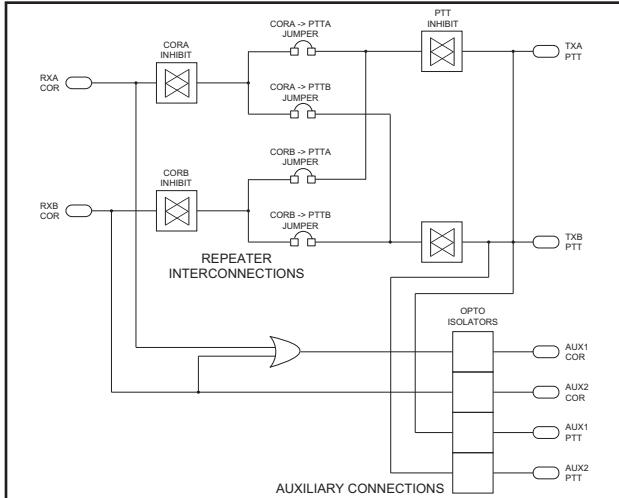 CORA -> PTTA
JUMPER
PTT
INHIBIT
CORA
INHIBIT
TXA
PTT
RXA
COR
CORA -> PTTB
JUMPER
CORB -> PTTA
JUMPER
CORB
INHIBIT
RXB
COR
CORB -> PTTB
JUMPER
TXB
PTT
REPEATER
INTERCONNECTIONS
OPTO
ISOLATORS
AUX1
COR
AUX2
COR
AUX1
PTT
AUX2
PTT
AUXILIARY CONNECTIONS